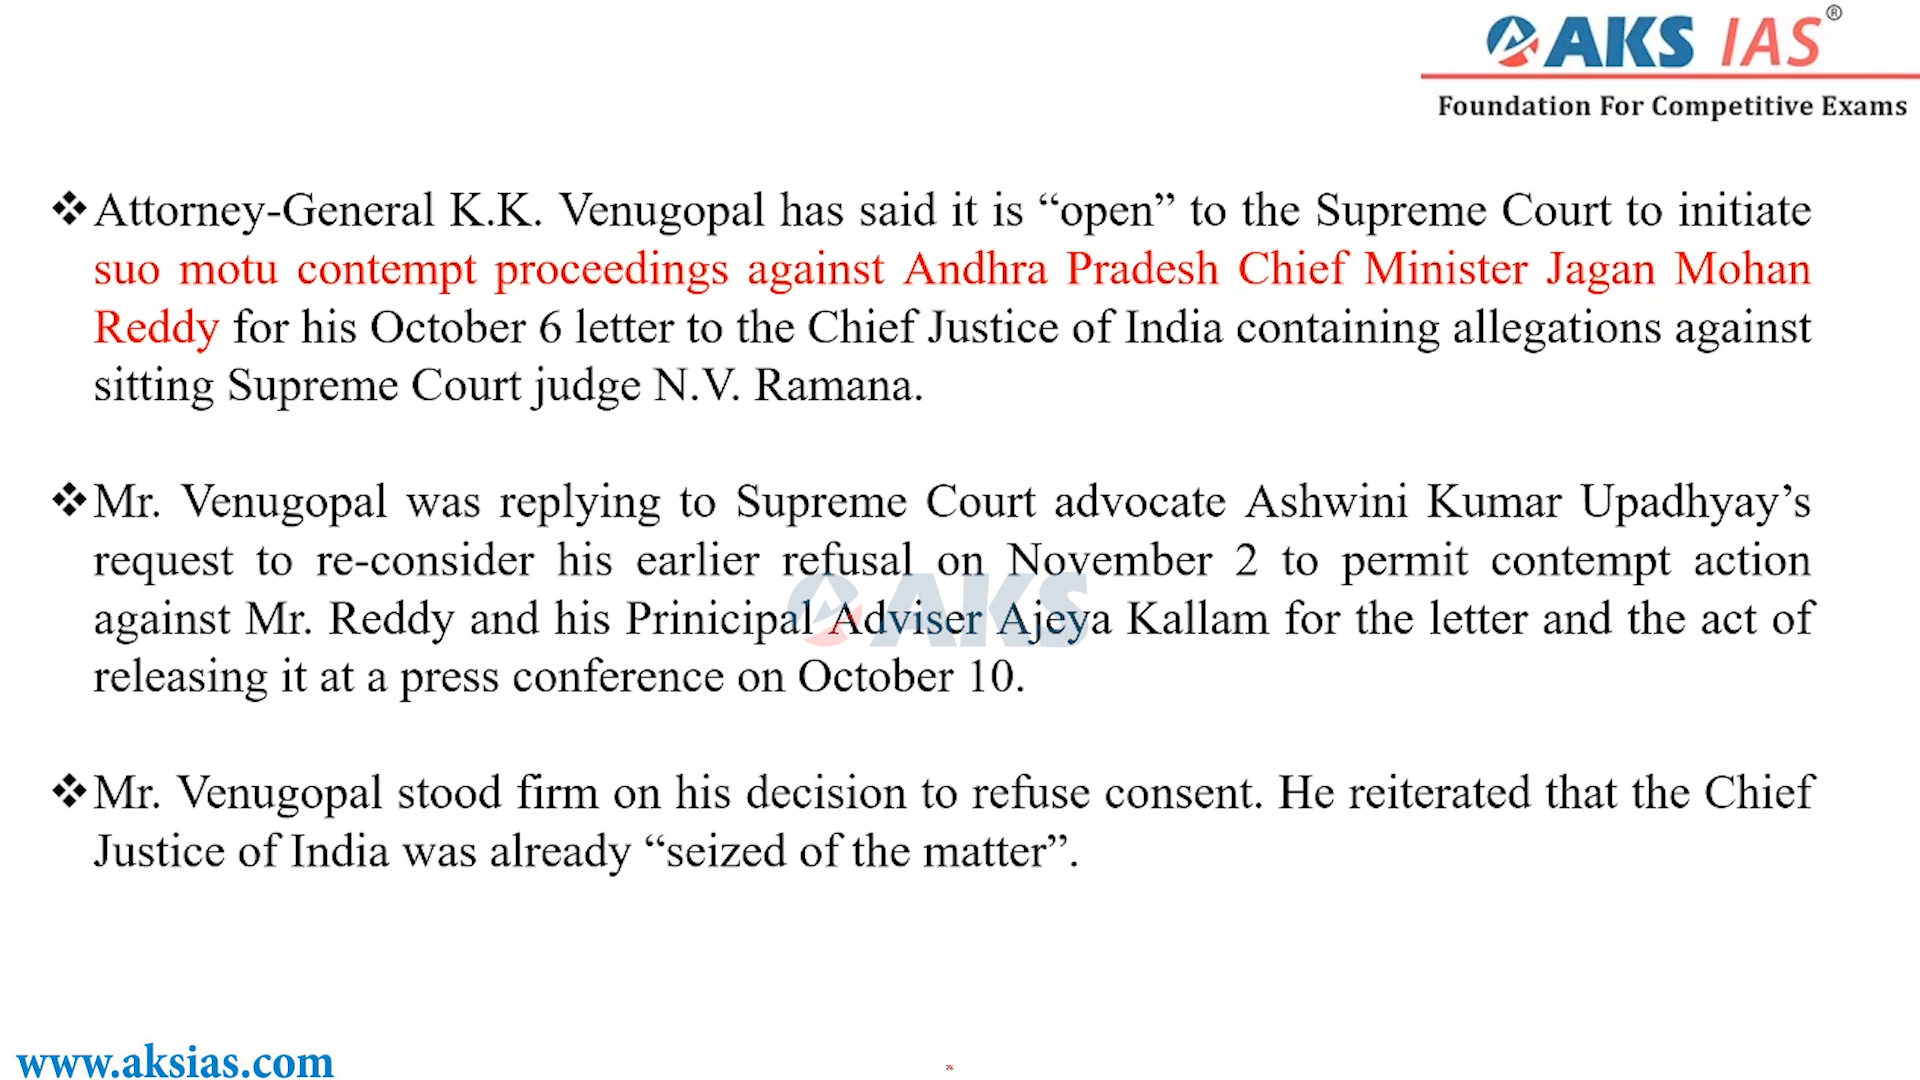 AKS IAS®
Foundation For Competitive Exams
❖Attorney-General K.K. Venugopal has said it is “open” to the Supreme Court to initiate
suo motu contempt proceedings against Andhra Pradesh Chief Minister Jagan Mohan
Reddy for his October 6 letter to the Chief Justice of India containing allegations against
sitting Supreme Court judge N.V. Ramana.
❖Mr. Venugopal was replying to Supreme Court advocate Ashwini Kumar Upadhyay’s
request to re-consider his earlier refusal on November 2 to permit contempt action
against Mr. Reddy and his Prinicipal Adviser Ajeya Kallam for the letter and the act of
releasing it at a press conference on October 10.
AKS
❖Mr. Venugopal stood firm on his decision to refuse consent. He reiterated that the Chief
Justice of India was already “seized of the matter”.
www.aksias.com